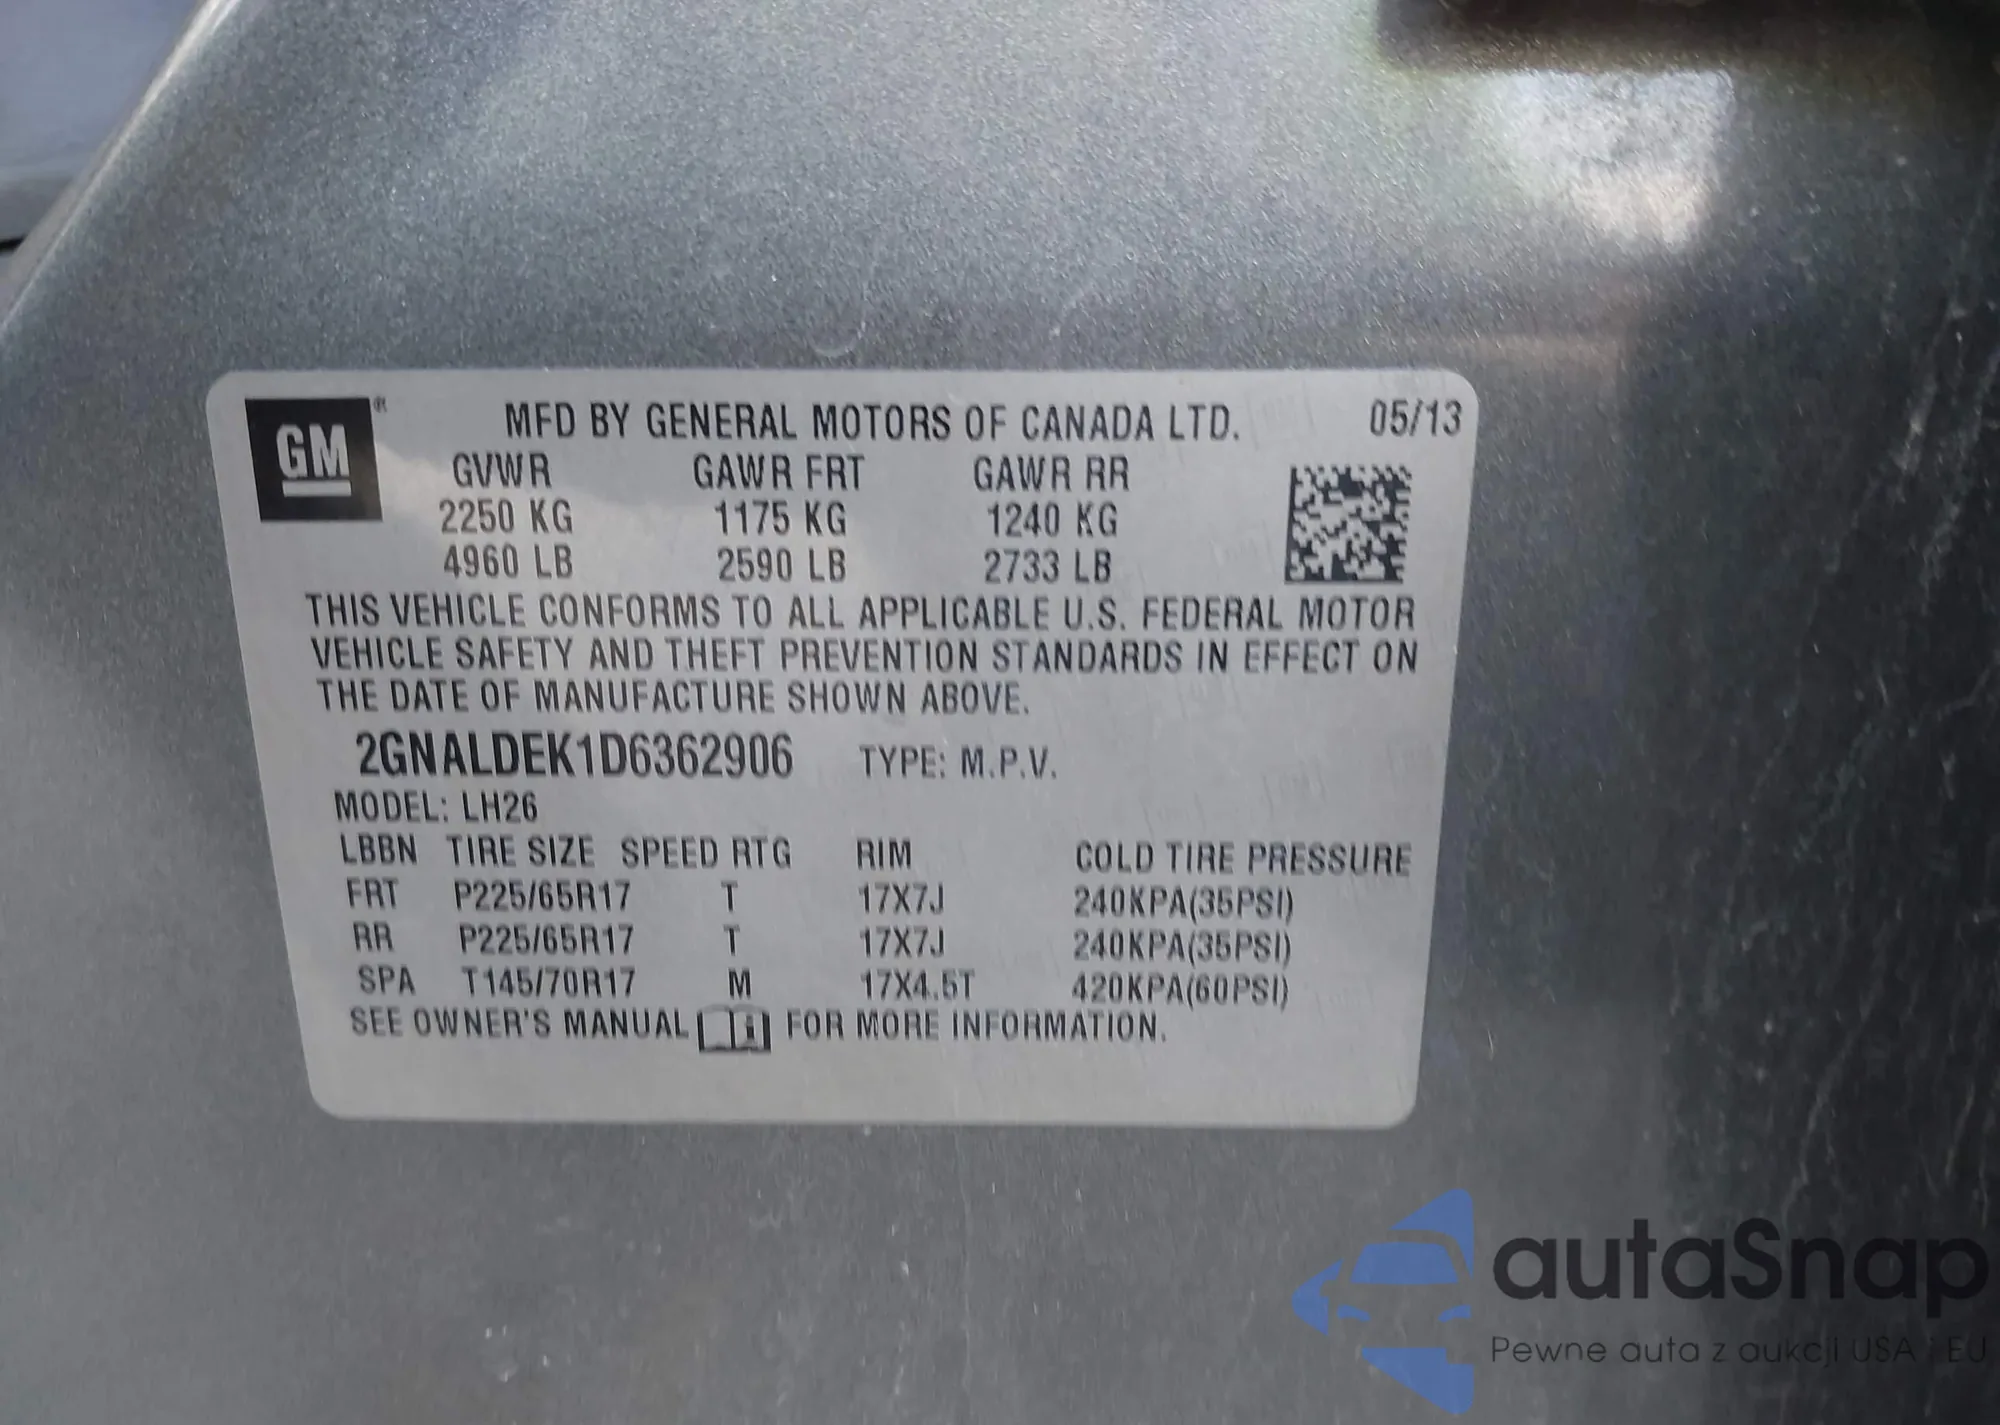 GM®
MFD BY GENERAL MOTORS OF CANADA LTD. 05/13
GVWR GAWR FRT GAWR RR
2250 KG 1175 KG 1240 KG
4960 LB 2590 LB 2733 LB
THIS VEHICLE CONFORMS TO ALL APPLICABLE U.S. FEDERAL MOTOR
VEHICLE SAFETY AND THEFT PREVENTION STANDARDS IN EFFECT ON
THE DATE OF MANUFACTURE SHOWN ABOVE.
2GNALDEK1D6362906 TYPE: M.P.V.
MODEL: LH26
LBBN TIRE SIZE SPEED RTG RIM COLD TIRE PRESSURE
FRT P225/65R17 T 17X7J 240KPA(35PSI)
RR P225/65R17 T 17X7J 240KPA(35PSI)
SPA T145/70R17 M 17X4.5T 420KPA(60PSI)
SEE OWNER'S MANUAL FOR MORE INFORMATION.
autaSnap
Pewne auta z aukcji USA i EU